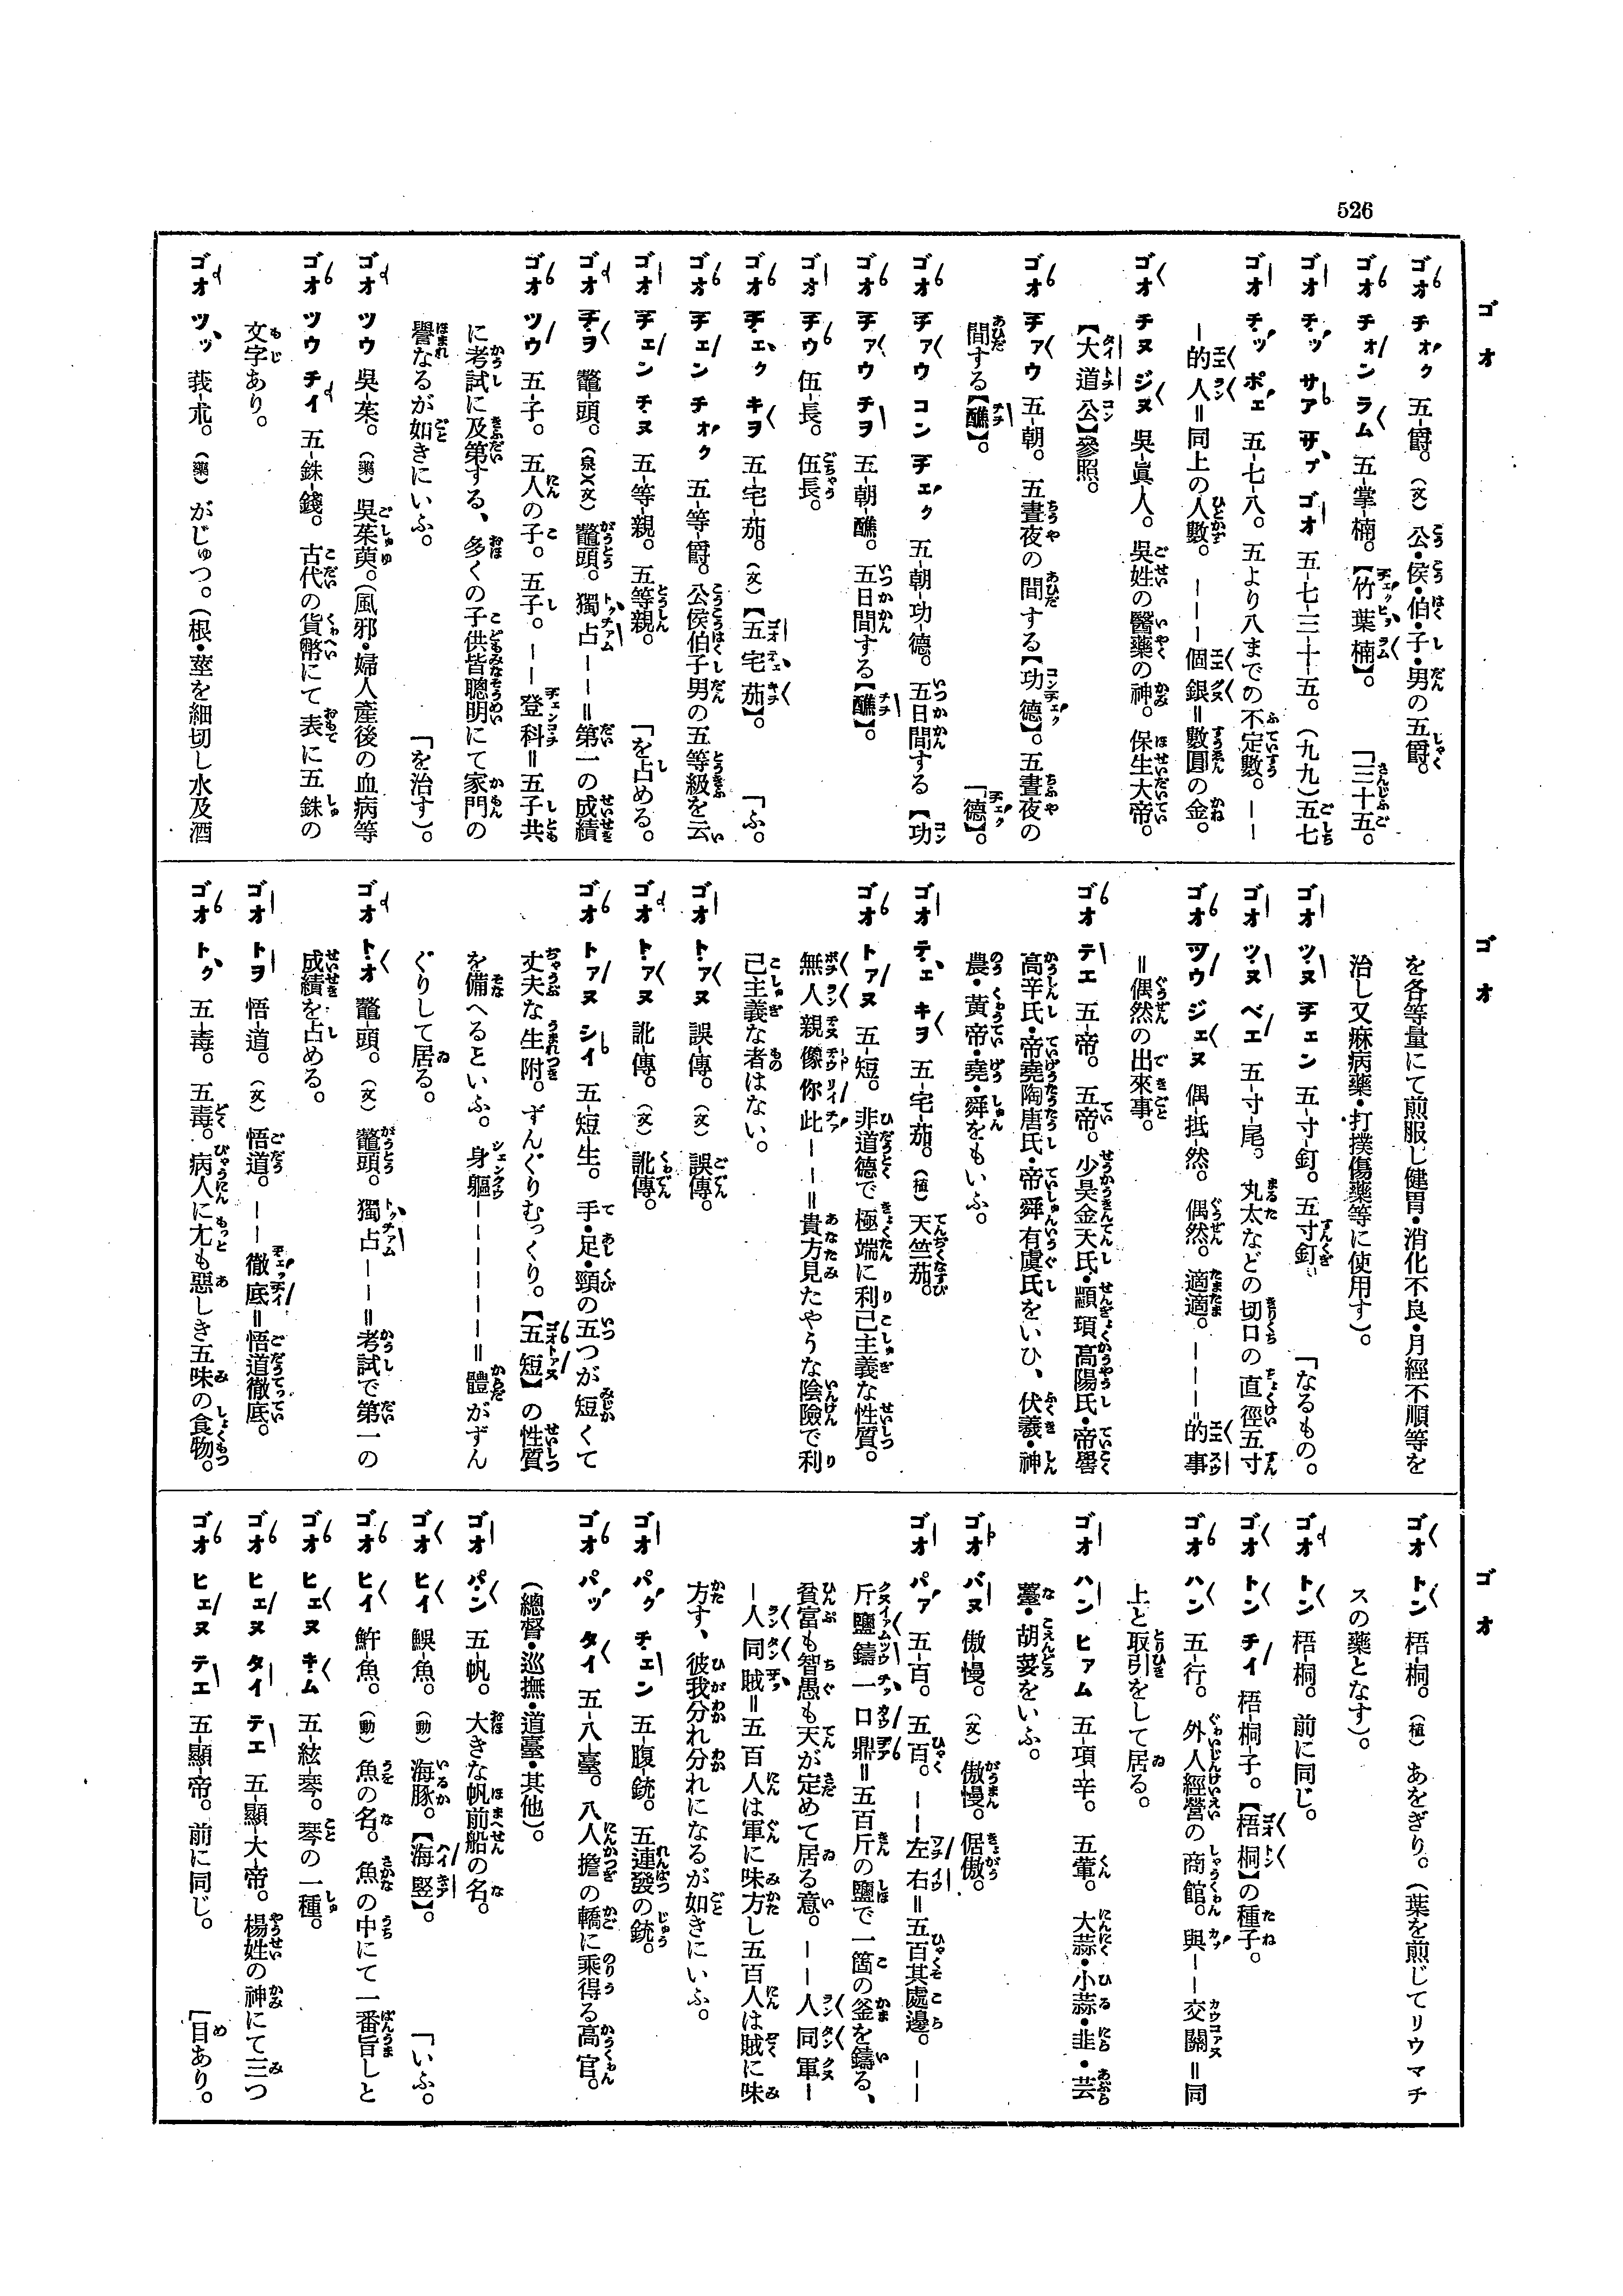 526
ゴオ
ゴオ チオク 五-爵。(文) 公・侯・伯・子・男の五爵。
ゴオ チオン ラム 五-掌-楠。【竹葉楠】。 「三十五。
ゴオ チッ サア ザプ ゴオ 五-七-三-十-五。(九九)五七
ゴオ チッ ポエ 五-七-八。五より八までの不定數。——
—的人=同上の人數。———個銀=數圓の金。
ゴオ チヌ ジヌ 吳-眞-人。吳姓の醫藥の神。保生大帝。
【大道公】參照。
ゴオ チァウ 五-朝。五晝夜の間する【功德】。五晝夜の
間する【醮】。 「德】。
ゴオ チァウ コン チェク 五-朝-功-德。五日間する【功
ゴオ チァウ チヲ 五-朝-醮。五日間する【醮】。
ゴオ チウ 伍-長。伍長。
ゴオ チェク キヲ 五-宅-茄。(文)【五宅茄】。 「ふ。
ゴオ チェン チオク 五-等-爵。公侯伯子男の五等級を云
ゴオ チェン チヌ 五-等-親。五等親。 「を占める。
ゴオ チヲ 鼇-頭。(泉)(文) 鼇頭。獨占——=第一の成績
ゴオ ツウ 五-子。五人の子。五子。——登科=五子共
に考試に及第する、多くの子供皆聰明にて家門の
譽なるが如きにいふ。 「を治す)。
ゴオ ツウ 吳-茱。(藥) 吳茱萸。(風邪・婦人產後の血病等
ゴオ ツウ チイ 五-銖-錢。古代の貨幣にて表に五銖の
文字あり。
ゴオ ツッ 莪-朮。(藥) がじゅつ。(根・莖を細切し水及酒
ゴオ
を各等量にて煎服し健胃・消化不良・月經不順等を
治し又痳病藥・打撲傷藥等に使用す)。
ゴオ ツヌ チェン 五-寸-釘。五寸釘。 「なるもの。
ゴオ ツヌ ベエ 五-寸-尾。丸太などの切口の直徑五寸
ゴオ ツウ ジェヌ 偶-抵-然。偶然。適適。———=的事
=偶然の出來事。
ゴオ テエ 五-帝。五帝。少昊金天氏・顓頊高陽氏・帝嚳
高辛氏・帝堯陶唐氏・帝舜有虞氏をいひ、伏羲・神
農・黃帝・堯・舜をもいふ。
ゴオ テェ キヲ 五-宅-茄。(植) 天竺茄。
ゴオ トァヌ 五-短。非道德で極端に利己主義な性質。
無人親像你此——=貴方見たやうな陰險で利
己主義な者はない。
ゴオ トァヌ 誤-傳。(文) 誤傳。
ゴオ トァヌ 訛-傳。(文) 訛傳。
ゴオ トァヌ シイ 五-短-生。手・足・頸の五つが短くて
丈夫な生附。ずんぐりむっくり。【五短】の性質
を備へるといふ。身軀—————=體がずん
ぐりして居る。
ゴオ トオ 鼇-頭。(文) 鼇頭。獨占——=考試で第一の
成績を占める。
ゴオ トヲ 悟-道。(文) 悟道。——徹底=悟道徹底。
ゴオ トク 五-毒。五毒。病人に尤も惡しき五味の食物。
ゴオ
ゴオ トン 梧-桐。(植) あをぎり。(葉を煎じてリウマチ
スの藥となす)。
ゴオ トン 梧-桐。前に同じ。
ゴオ トン チイ 梧-桐-子。【梧桐】の種子。
ゴオ ハン 五-行。外人經營の商館。與——交關=同
上と取引をして居る。
ゴオ ハン ヒァム 五-項-辛。五葷。大蒜・小蒜・韭・芸
薹・胡荽をいふ。
ゴオ バヌ 傲-慢。(文) 傲慢。倨傲。
ゴオ パァ 五-百。五百。——左右=五百其處邊。——
斤鹽鑄一口鼎=五百斤の鹽で一箇の釜を鑄る、
貧富も智愚も天が定めて居る意。——人同軍—
—人同賊=五百人は軍に味方し五百人は賊に味
方す、彼我分れ分れになるが如きにいふ。
ゴオ パク チェン 五-腹-銃。五連發の銃。
ゴオ パッ タイ 五-八-臺。八人擔の轎に乘得る高官。
(總督・巡撫・道臺・其他)。
ゴオ パン 五-帆。大きな帆前船の名。
ゴオ ヒイ 鯃-魚。(動) 海豚。【海竪】。 「いふ。
ゴオ ヒイ 魚の名。魚の中にて一番旨しと
ゴオ ヒェヌ キム 五-絃-琴。琴の一種。
ゴオ ヒェヌ タイ テエ 五-顯-大-帝。楊姓の神にて三つ
ゴオ ヒェヌ テエ 五-顯-帝。前に同じ。 「目あり。